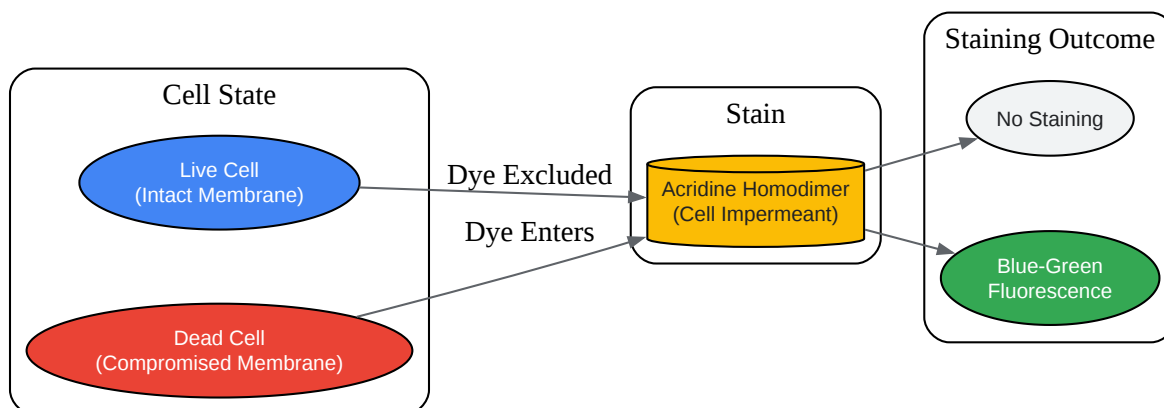 Cell State
Live Cell
(Intact Membrane)
Dead Cell
(Compromised Membrane)
Dye Excluded
Dye Enters
Stain
Acridine Homodimer
(Cell Impermeant)
Staining Outcome
No Staining
Blue-Green
Fluorescence